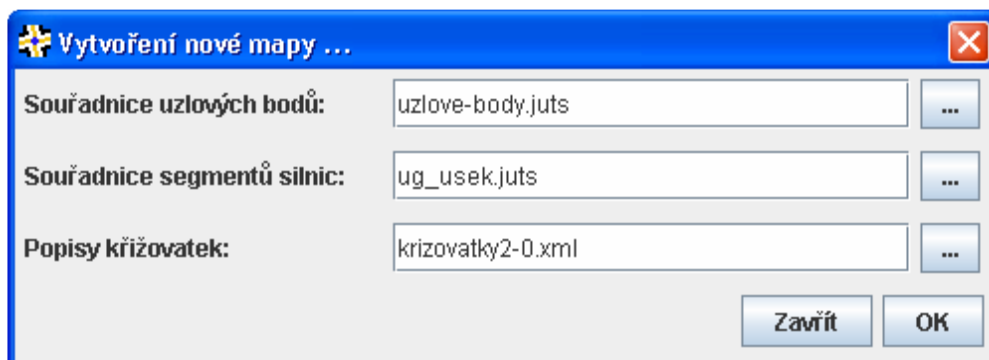 Vytvoření nové mapy ...
Souřadnice uzlových bodů: uzlove-body.juts ...
Souřadnice segmentů silnic: ug_usek.juts ...
Popisy křižovatek: krizovatky2-0.xml ...
Zavřít OK